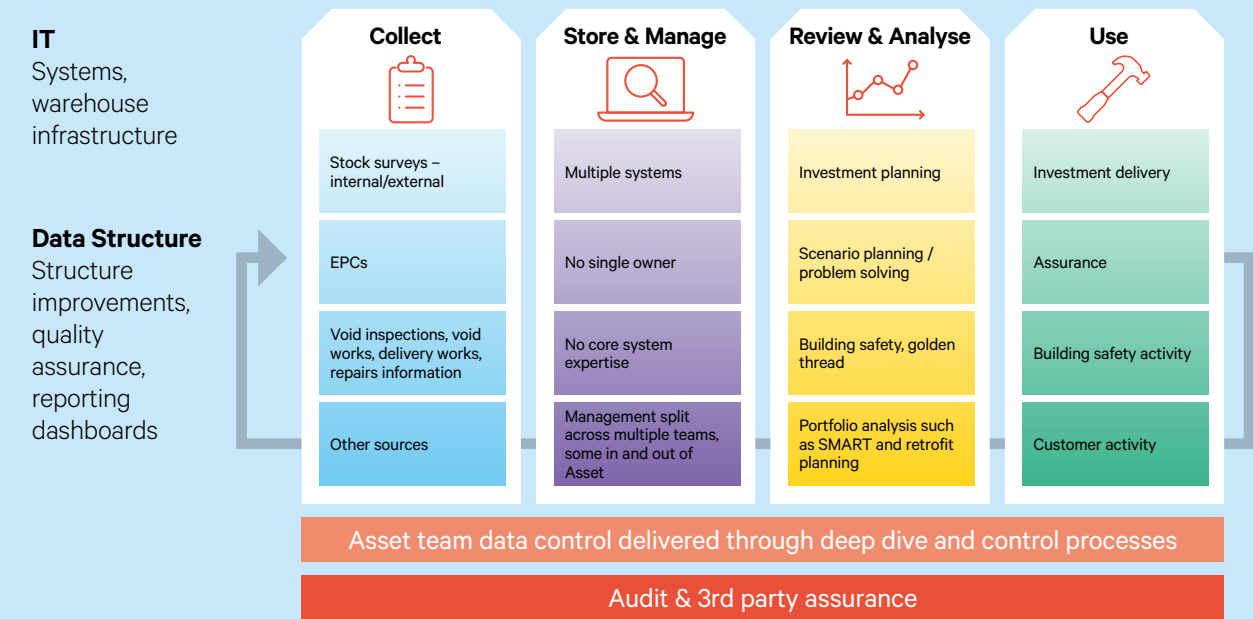 IT
Systems,
warehouse
infrastructure
Data Structure
Structure
improvements,
quality
assurance,
reporting
dashboards
Collect
Stock surveys –
internal/external
EPCs
Void inspections, void
works, delivery works,
repairs information
Other sources
Store & Manage
Multiple systems
No single owner
No core system
expertise
Management split
across multiple teams,
some in and out of
Asset
Review & Analyse
Investment planning
Scenario planning /
problem solving
Building safety, golden
thread
Portfolio analysis such
as SMART and retrofit
planning
Use
Investment delivery
Assurance
Building safety activity
Customer activity
Asset team data control delivered through deep dive and control processes
Audit & 3rd party assurance